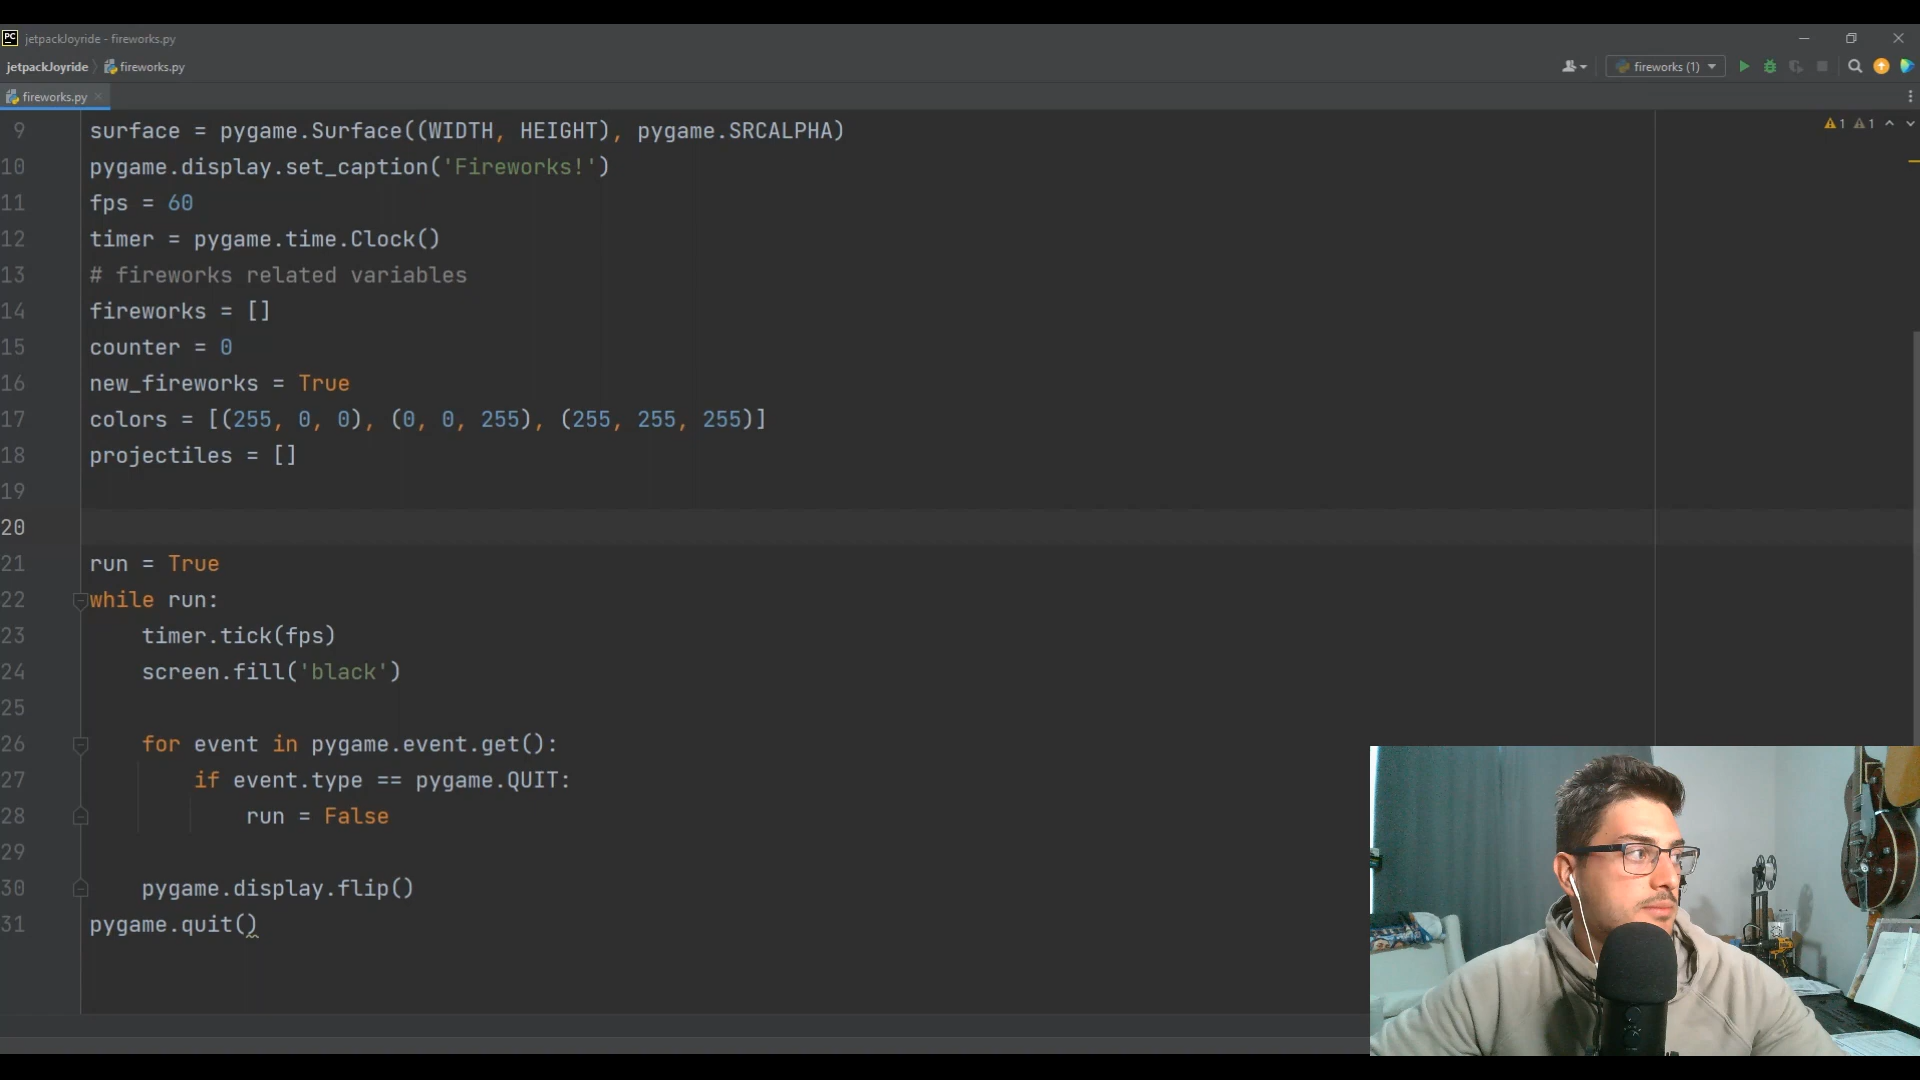 PC jetpackJoyride - fireworks.py
jetpackJoyride fireworks.py
fireworks (1)
fireworks.py
1 1
9 surface = pygame.Surface((WIDTH, HEIGHT), pygame.SRCALPHA)
10 pygame.display.set_caption('Fireworks!')
11 fps = 60
12 timer = pygame.time.Clock()
13 # fireworks related variables
14 fireworks = []
15 counter = 0
16 new_fireworks = True
17 colors = [(255, 0, 0), (0, 0, 255), (255, 255, 255)]
18 projectiles = []
19
20
21 run = True
22 while run:
23 timer.tick(fps)
24 screen.fill('black')
25
26 for event in pygame.event.get():
27 if event.type == pygame.QUIT:
28 run = False
29
30 pygame.display.flip()
31 pygame.quit()